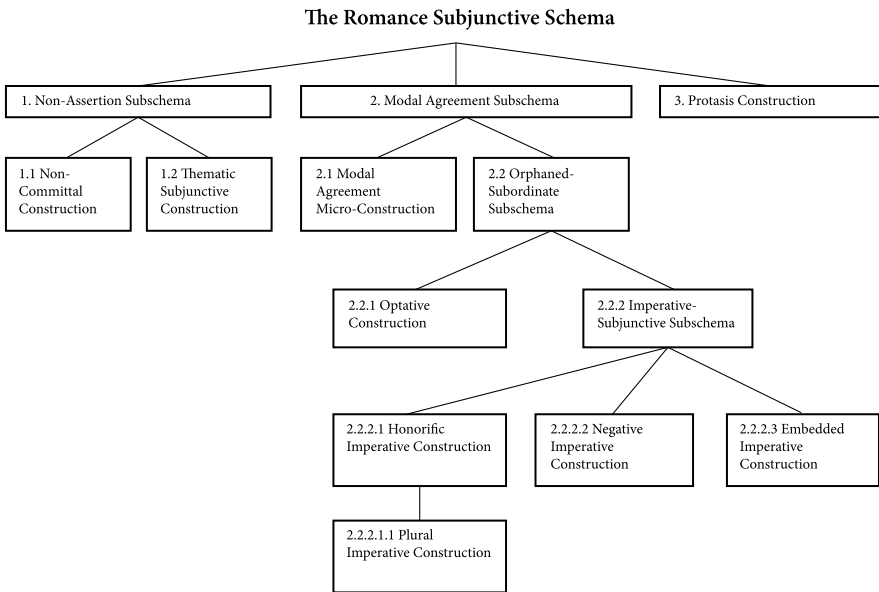 The Romance Subjunctive Schema
1. Non-Assertion Subschema
2. Modal Agreement Subschema
3. Protasis Construction
1.1 Non-
Committal
Construction
1.2 Thematic
Subjunctive
Construction
2.1 Modal
Agreement
Micro-Construction
2.2 Orphaned-
Subordinate
Subschema
2.2.1 Optative
Construction
2.2.2 Imperative-
Subjunctive Subschema
2.2.2.1 Honorific
Imperative Construction
2.2.2.2 Negative
Imperative
Construction
2.2.2.3 Embedded
Imperative
Construction
2.2.2.1.1 Plural
Imperative Construction